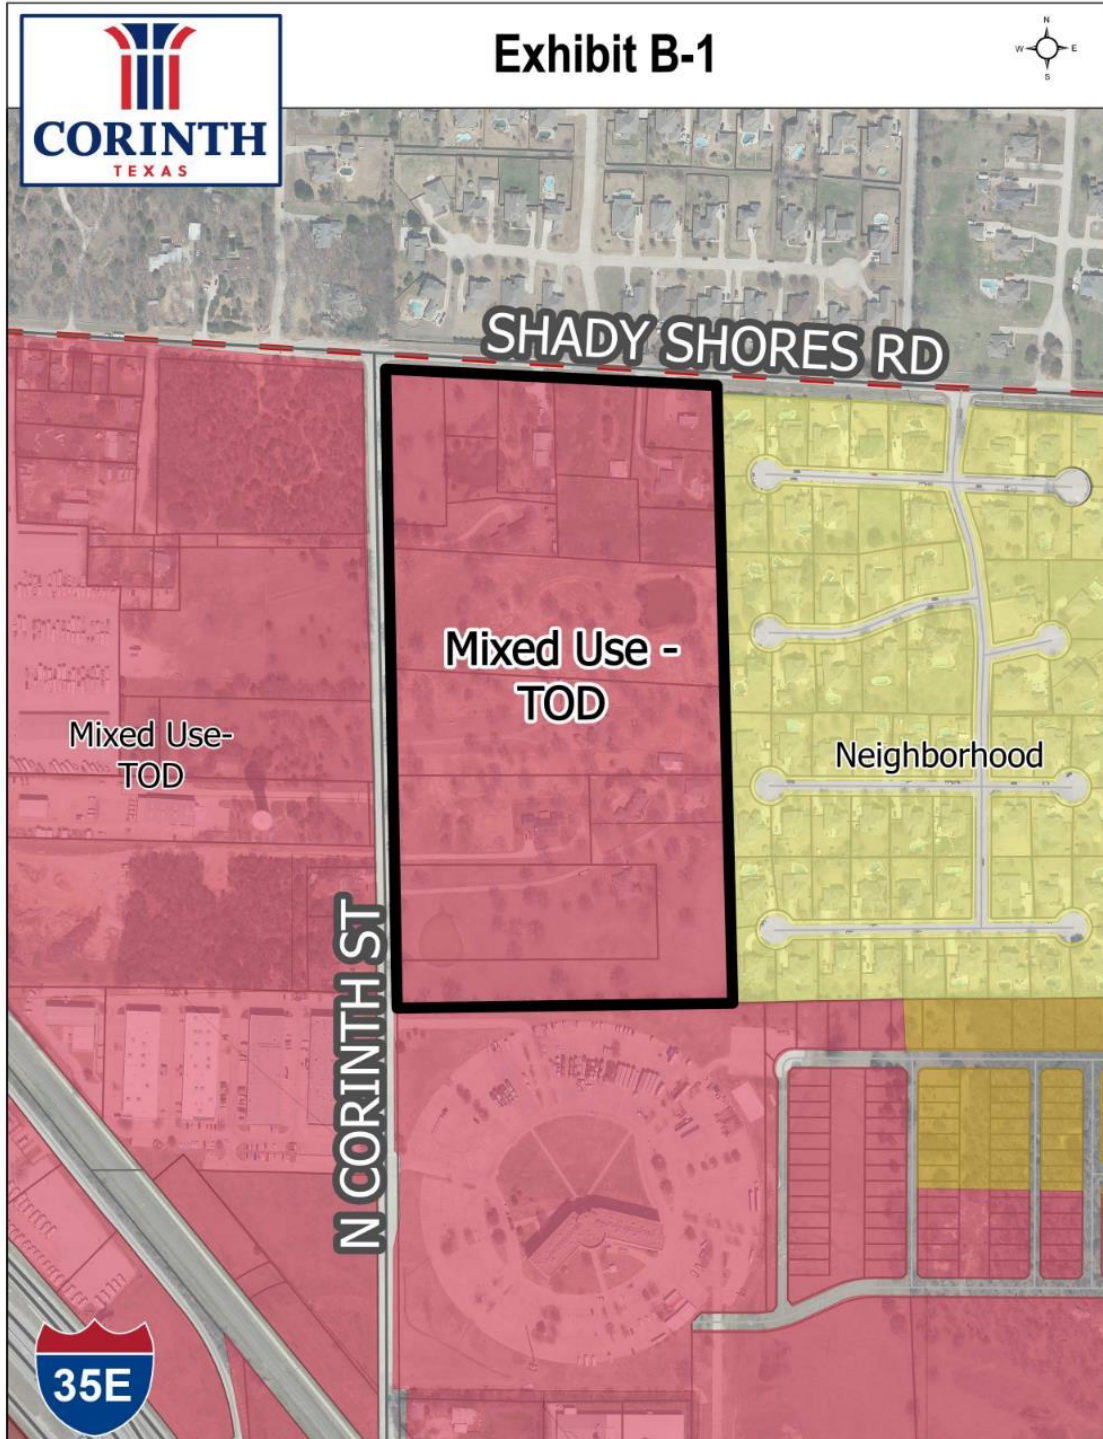 CORINTH
TEXAS
Exhibit B-1
N
W
E
S
SHADY SHORES RD
Mixed Use -
TOD
Mixed Use-
TOD
Neighborhood
N CORINTH ST
35E